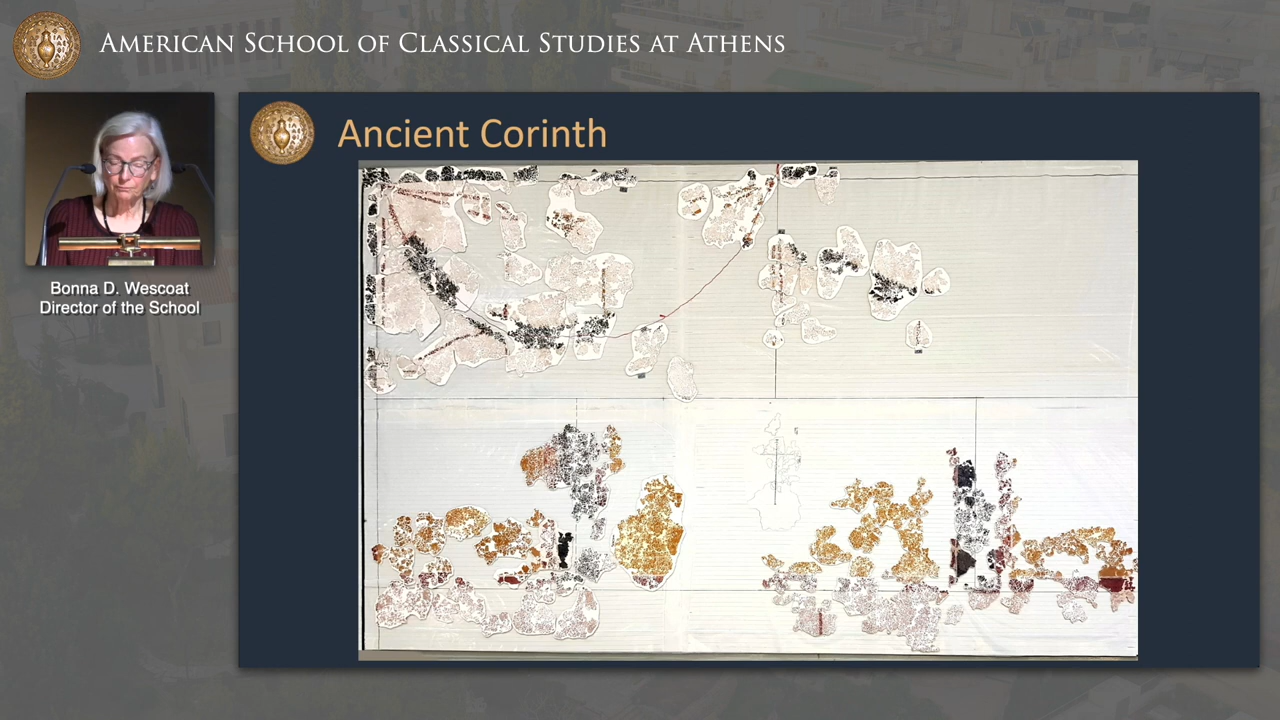 AMERICAN SCHOOL OF CLASSICAL STUDIES AT ATHENS
Ancient Corinth
Bonna D. Wescoat
Director of the School